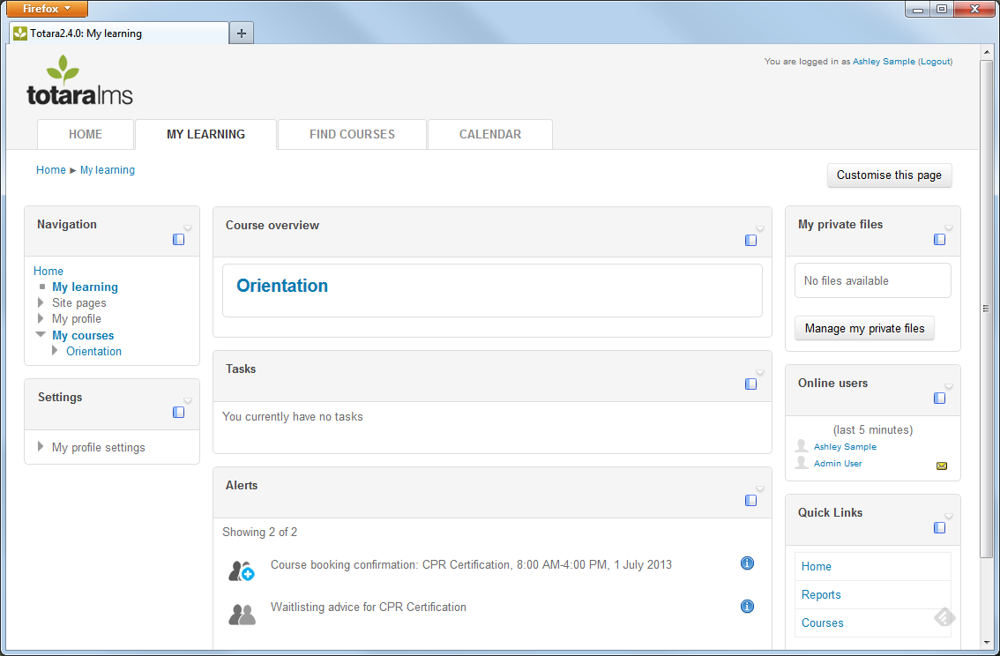 Firefox
Totara2.4.0: My learning
You are logged in as Ashley Sample (Logout)
totaralms
HOME
MY LEARNING
FIND COURSES
CALENDAR
Home ► My learning
Customise this page
Navigation
Home
My learning
Site pages
My profile
My courses
Orientation
Settings
My profile settings
Course overview
Orientation
Tasks
You currently have no tasks
Alerts
Showing 2 of 2
Course booking confirmation: CPR Certification, 8:00 AM-4:00 PM, 1 July 2013
Waitlisting advice for CPR Certification
My private files
No files available
Manage my private files
Online users
(last 5 minutes)
Ashley Sample
Admin User
Quick Links
Home
Reports
Courses